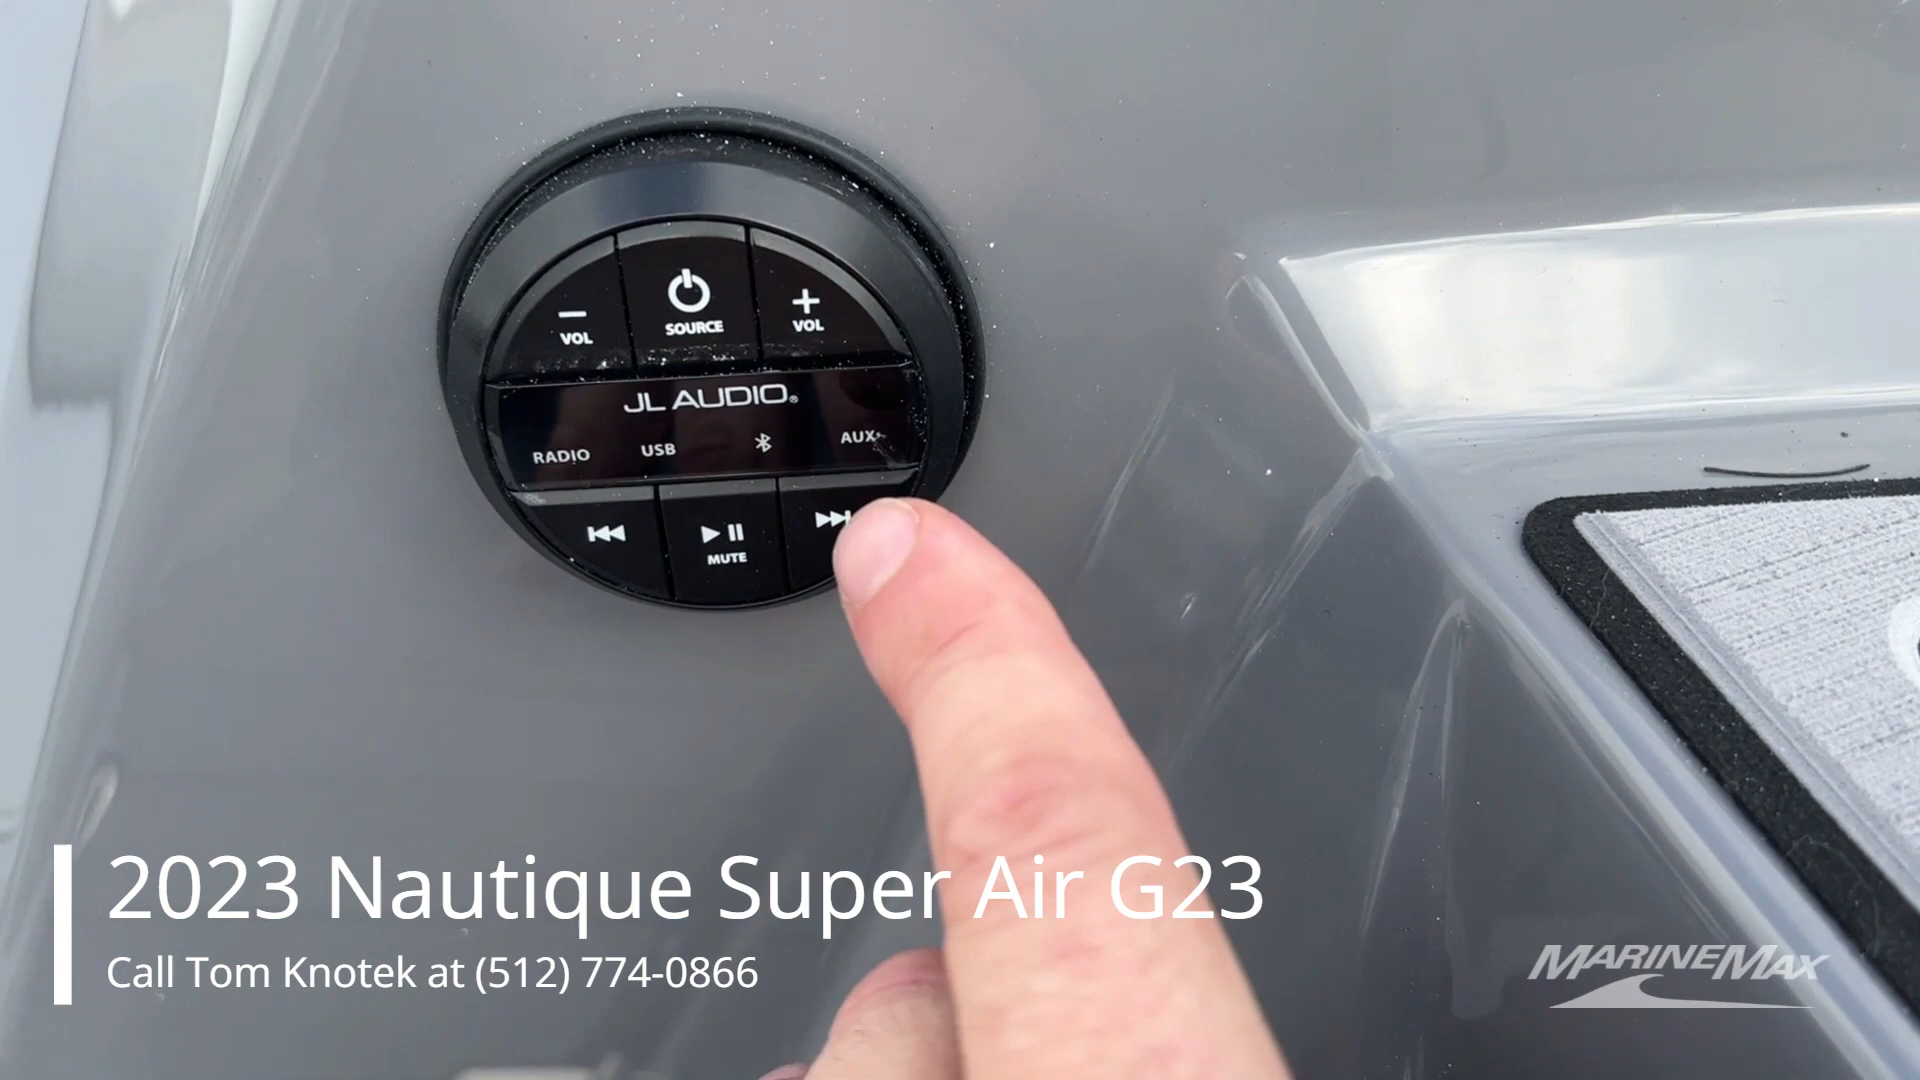 VOL
SOURCE
VOL
JL AUDIO®
RADIO USB AUX
MUTE
2023 Nautique Super Air G23
Call Tom Knotek at (512) 774-0866
MARINEMAX